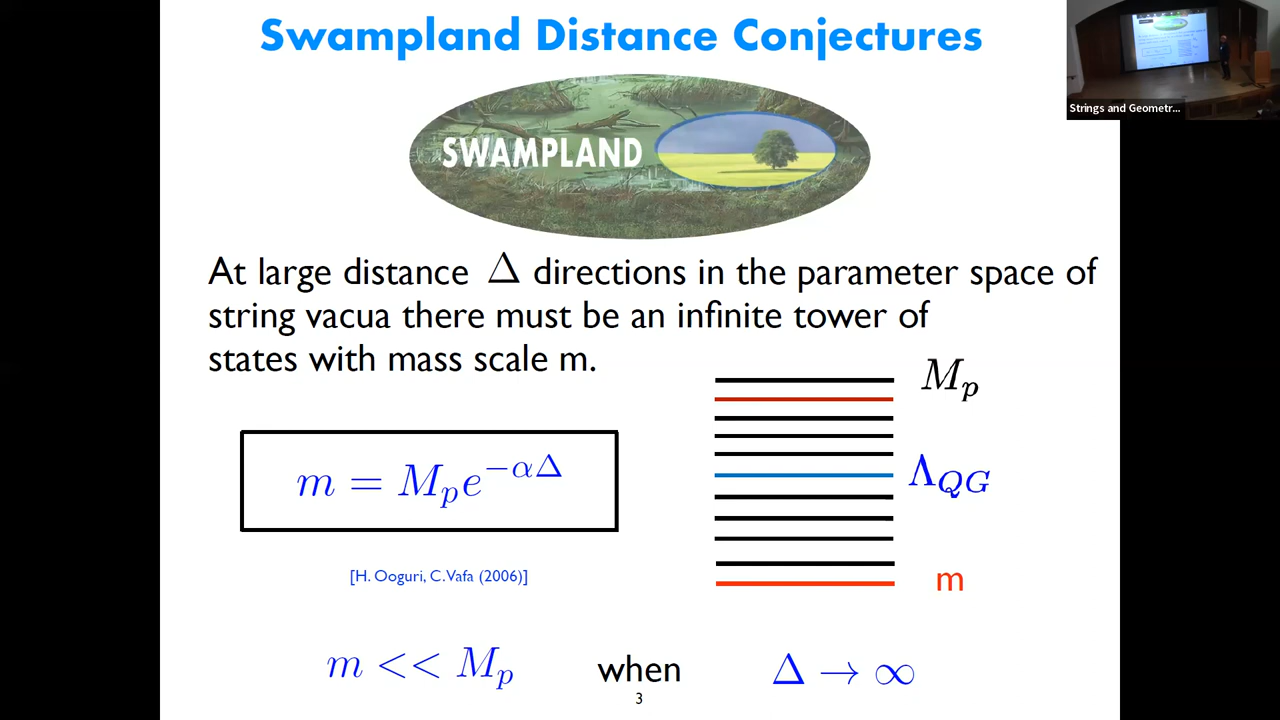 Swampland Distance Conjectures
Strings and Geometr...
SWAMPLAND
At large distance Δ directions in the parameter space of
string vacua there must be an infinite tower of
states with mass scale m.
M_p
m = M_p e^{-αΔ}
Λ_{QG}
[H. Ooguri, C.Vafa (2006)]
m
m << M_p when Δ → ∞
3